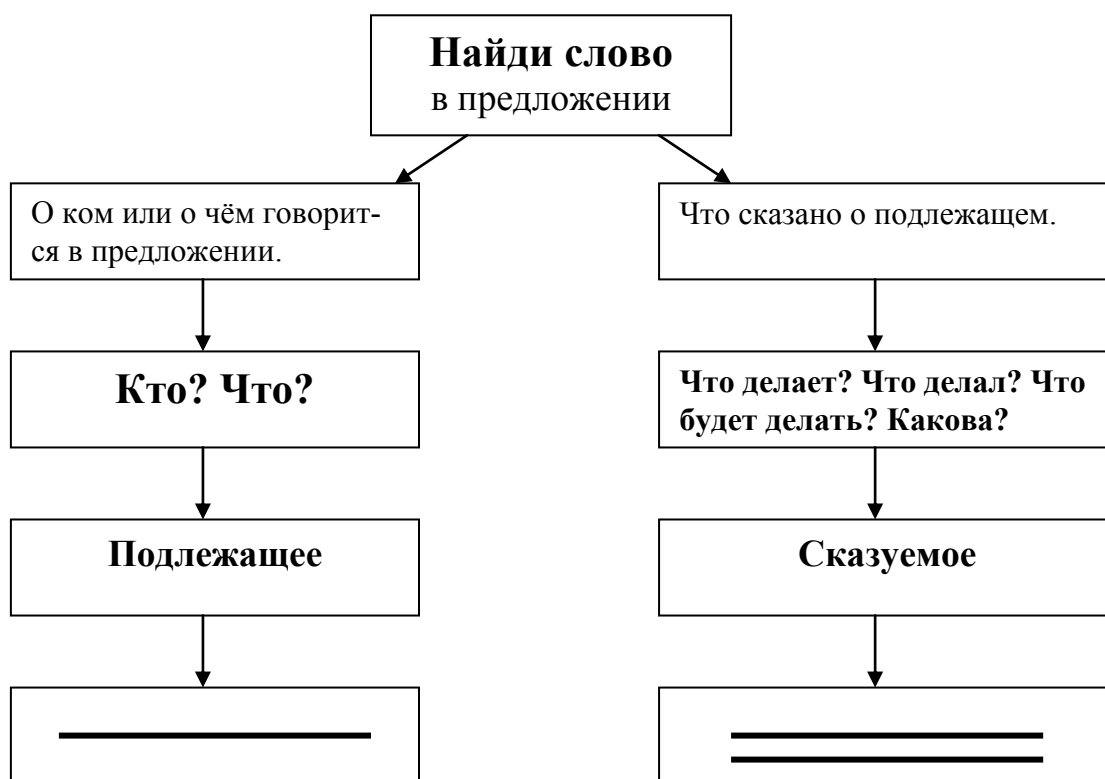 Найди слово
в предложении
О ком или о чём говорит-
ся в предложении.
Что сказано о подлежащем.
Кто? Что?
Что делает? Что делал? Что
будет делать? Какова?
Подлежащее
Сказуемое